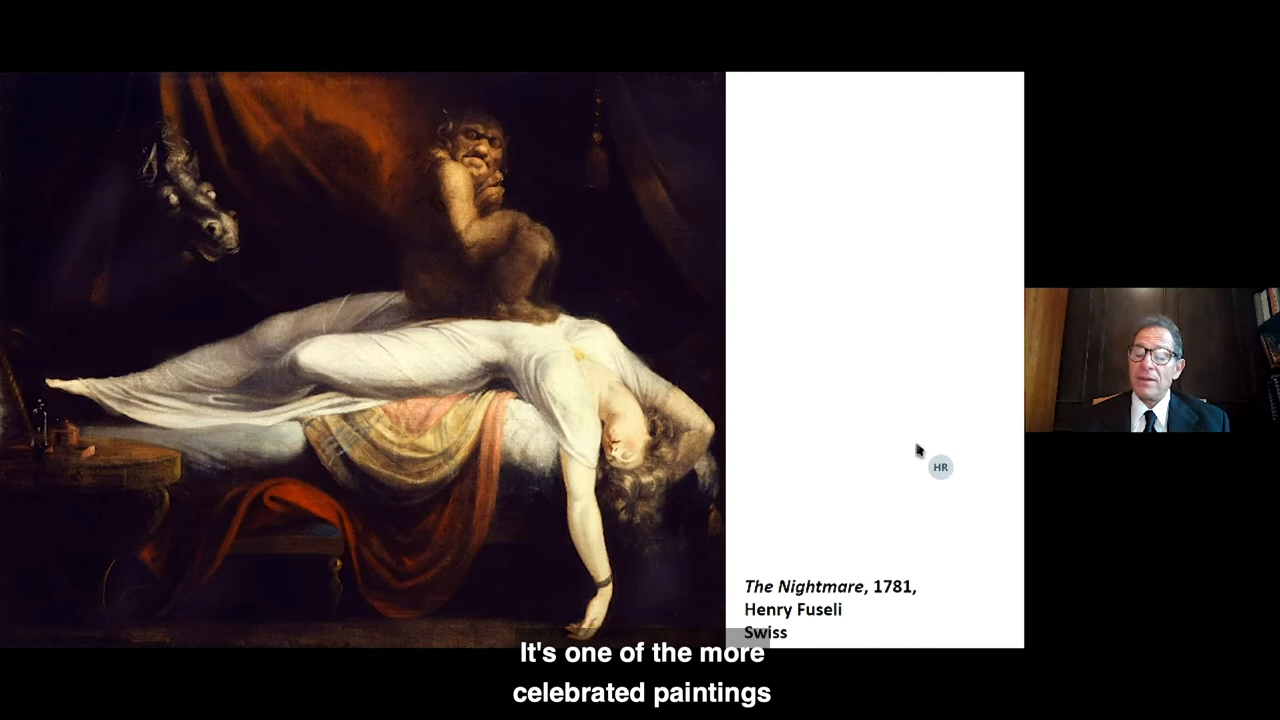 HR
The Nightmare, 1781,
Henry Fuseli
Swiss
It's one of the more
celebrated paintings